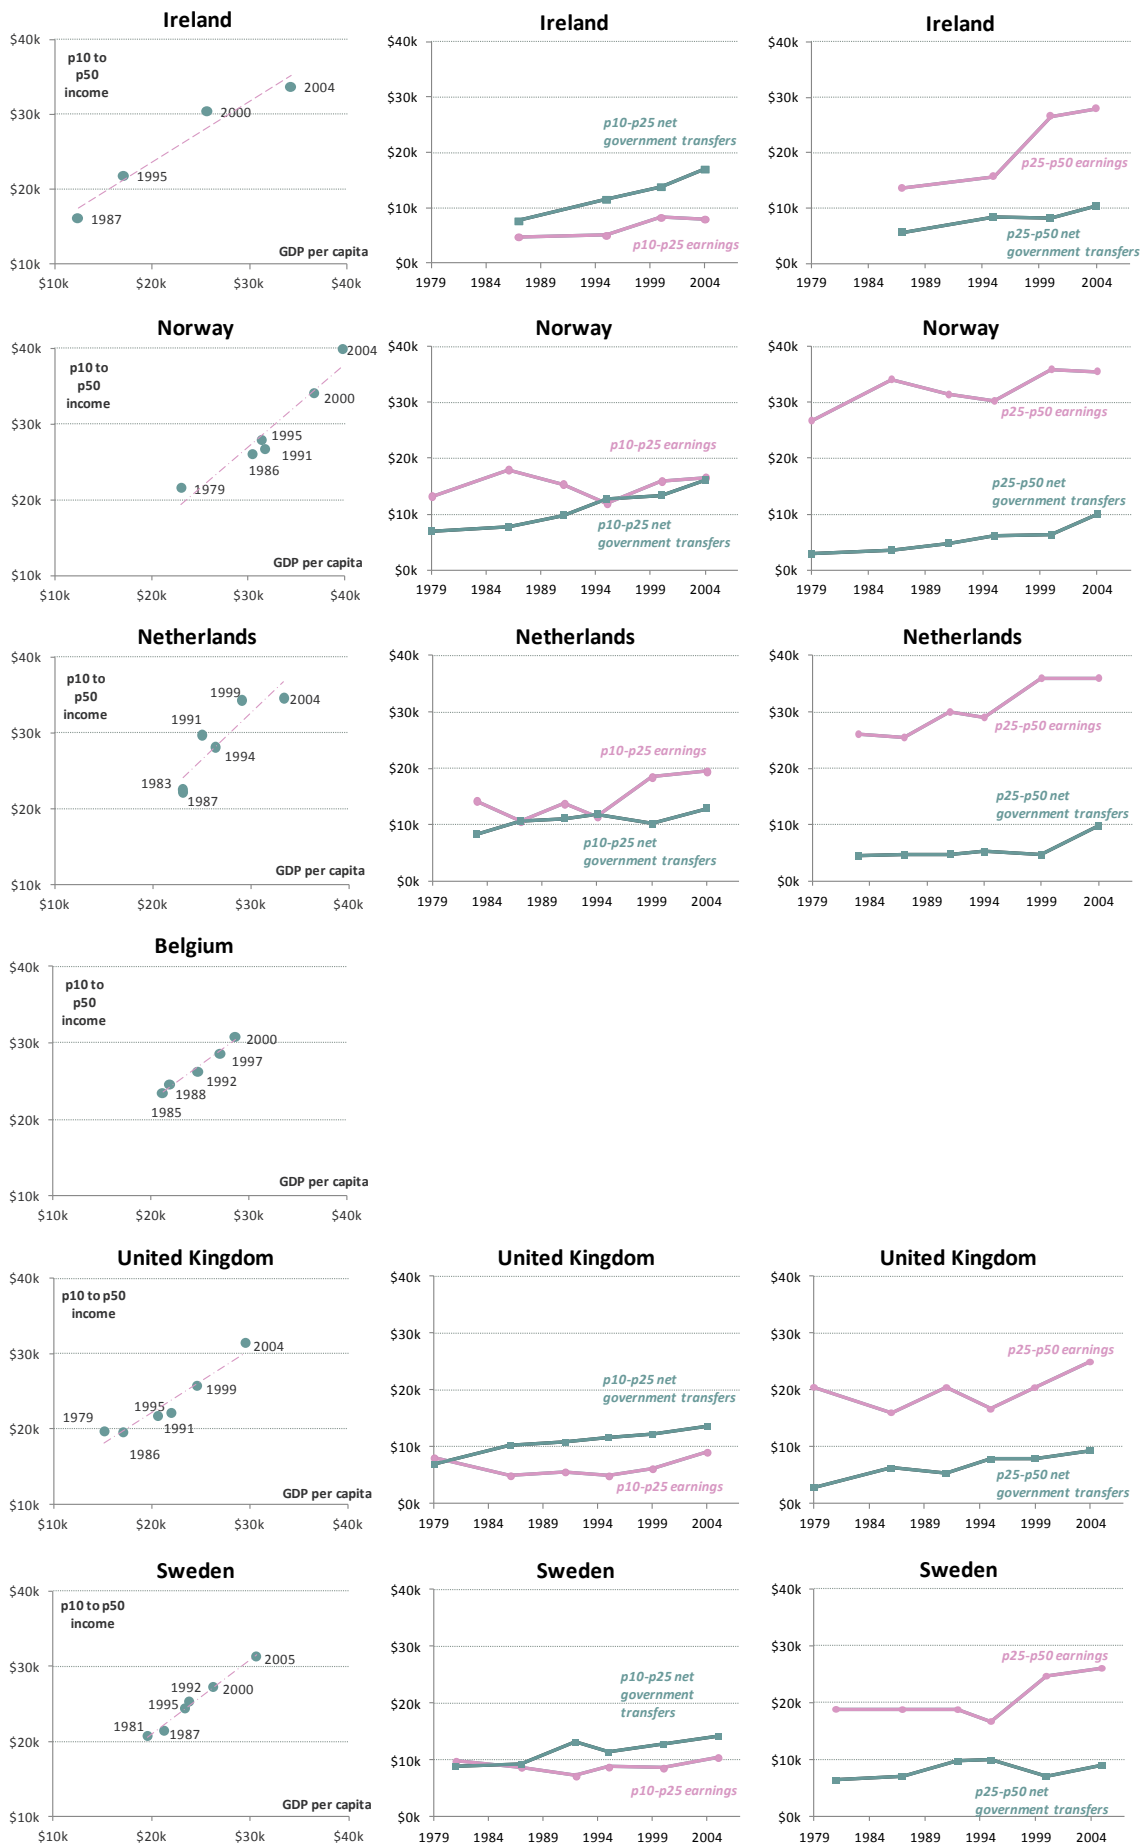 Ireland
$40k
p10 to
p50
income
2004
$30k
2000
1995
$20k
1987
GDP per capita
$10k
$10k $20k $30k $40k
Ireland
$40k
$30k
p10-p25 net
government transfers
$20k
$10k
p10-p25 earnings
$0k
1979 1984 1989 1994 1999 2004
Ireland
$40k
$30k
$20k
p25-p50 earnings
$10k
p25-p50 net
government transfers
$0k
1979 1984 1989 1994 1999 2004
Norway
$40k
2004
p10 to
p50
income
2000
$30k
1995
1991
1986
1979
$20k
GDP per capita
$10k
$10k $20k $30k $40k
Norway
$40k
$30k
p10-p25 earnings
$20k
$10k
p10-p25 net
government transfers
$0k
1979 1984 1989 1994 1999 2004
Norway
$40k
$30k
p25-p50 earnings
$20k
p25-p50 net
government transfers
$10k
$0k
1979 1984 1989 1994 1999 2004
Netherlands
$40k
p10 to
p50
income
1999
2004
1991
$30k
1994
1983
1987
$20k
GDP per capita
$10k
$10k $20k $30k $40k
Netherlands
$40k
$30k
p10-p25 earnings
$20k
$10k
p10-p25 net
government transfers
$0k
1979 1984 1989 1994 1999 2004
Netherlands
$40k
$30k
p25-p50 earnings
$20k
p25-p50 net
government transfers
$10k
$0k
1979 1984 1989 1994 1999 2004
Belgium
$40k
p10 to
p50
income
$30k
2000
1997
1992
1988
1985
$20k
GDP per capita
$10k
$10k $20k $30k $40k
United Kingdom
$40k
p10 to p50
income
2004
$30k
1999
1995
1979
1991
1986
$20k
GDP per capita
$10k
$10k $20k $30k $40k
United Kingdom
$40k
$30k
p10-p25 net
government transfers
$20k
$10k
p10-p25 earnings
$0k
1979 1984 1989 1994 1999 2004
United Kingdom
$40k
$30k
p25-p50 earnings
$20k
$10k
p25-p50 net
government transfers
$0k
1979 1984 1989 1994 1999 2004
Sweden
$40k
p10 to p50
income
$30k
2005
1992
2000
1995
1981
1987
$20k
GDP per capita
$10k
$10k $20k $30k $40k
Sweden
$40k
$30k
p10-p25 net
government
transfers
$20k
$10k
p10-p25 earnings
$0k
1979 1984 1989 1994 1999 2004
Sweden
$40k
$30k
p25-p50 earnings
$20k
$10k
p25-p50 net
government transfers
$0k
1979 1984 1989 1994 1999 2004